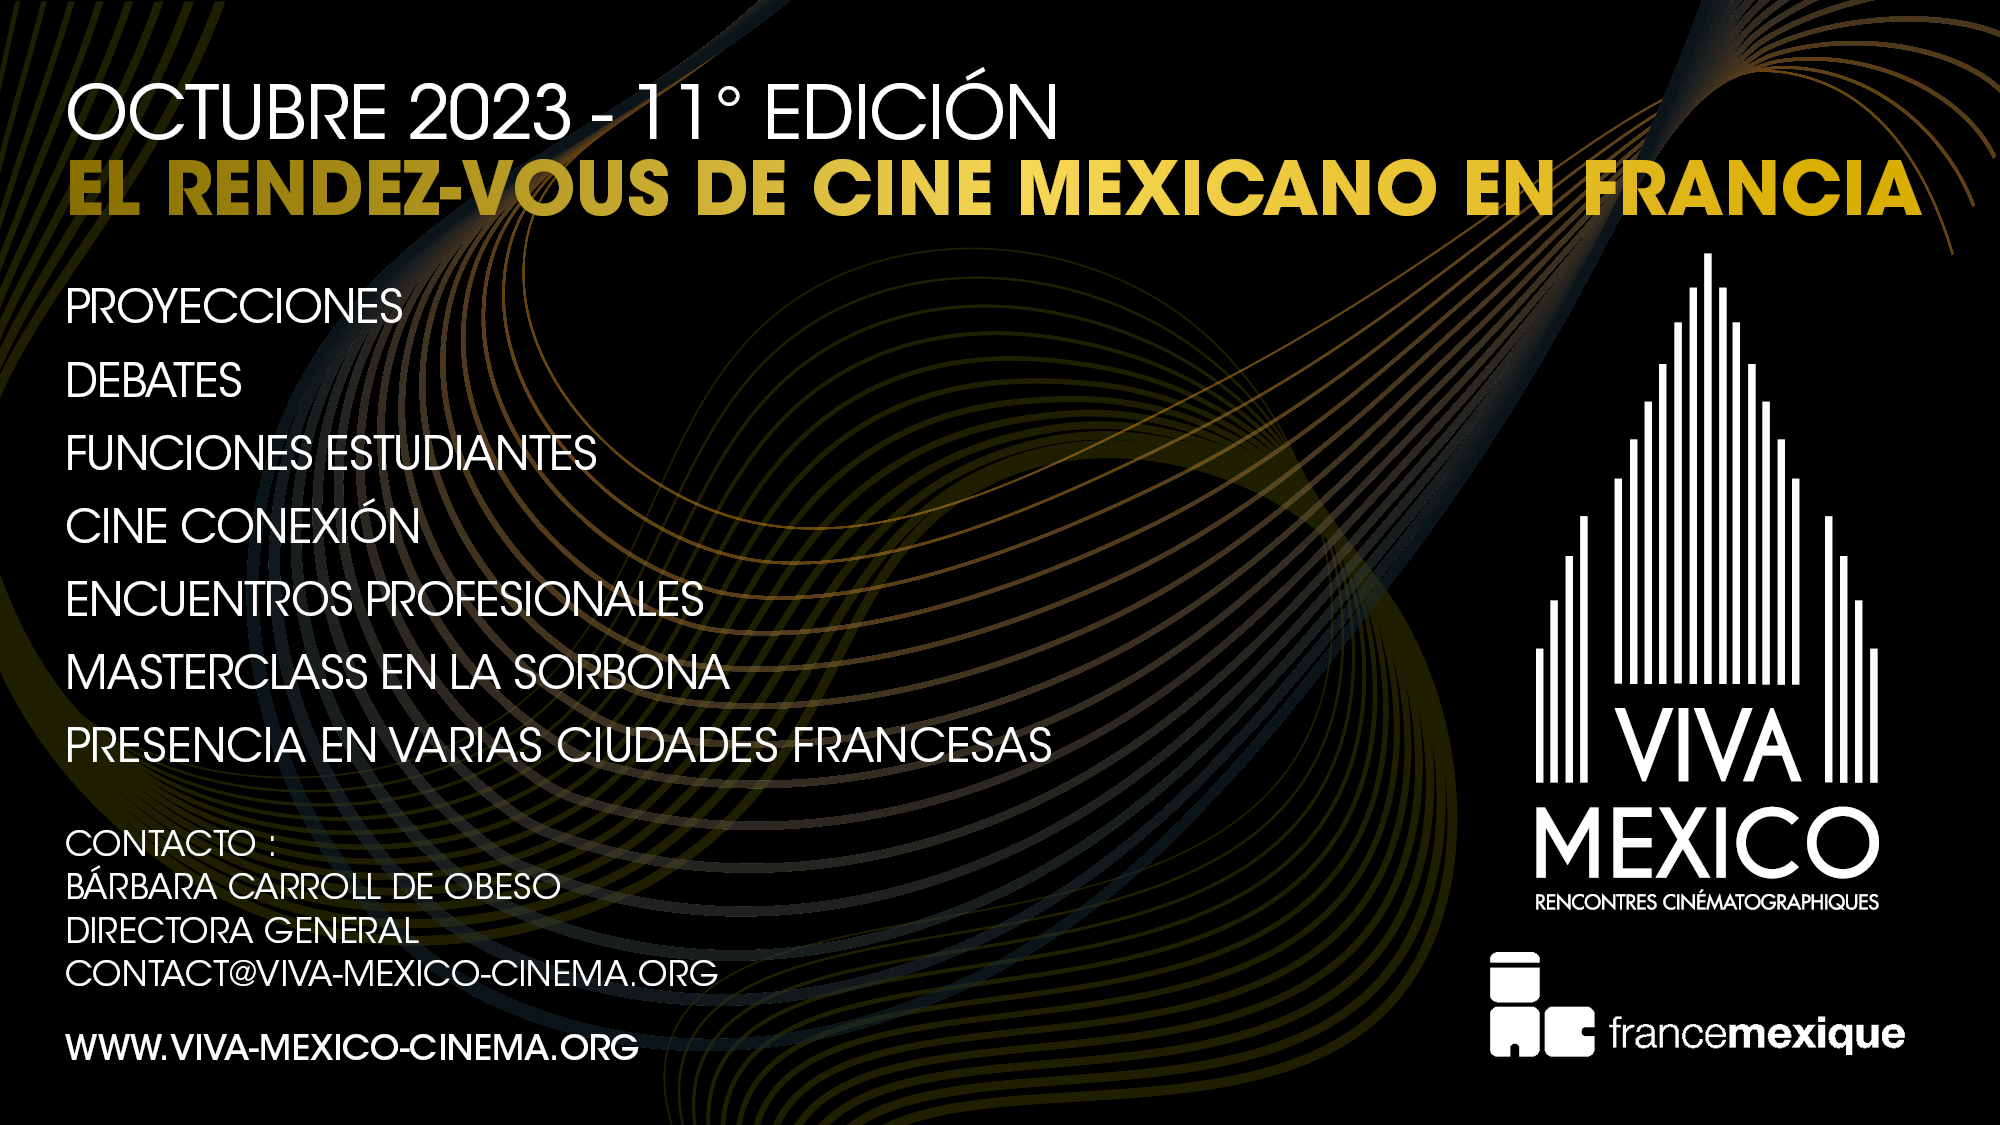 OCTUBRE 2023 - 11° EDICIÓN
EL RENDEZ-VOUS DE CINE MEXICANO EN FRANCIA
PROYECCIONES
DEBATES
FUNCIONES ESTUDIANTES
CINE CONEXIÓN
ENCUENTROS PROFESIONALES
MASTERCLASS EN LA SORBONA
PRESENCIA EN VARIAS CIUDADES FRANCESAS
CONTACTO :
BÁRBARA CARROLL DE OBESO
DIRECTORA GENERAL
CONTACT@VIVA-MEXICO-CINEMA.ORG
WWW.VIVA-MEXICO-CINEMA.ORG
VIVA
MEXICO
RENCONTRES CINÉMATOGRAPHIQUES
francemexique